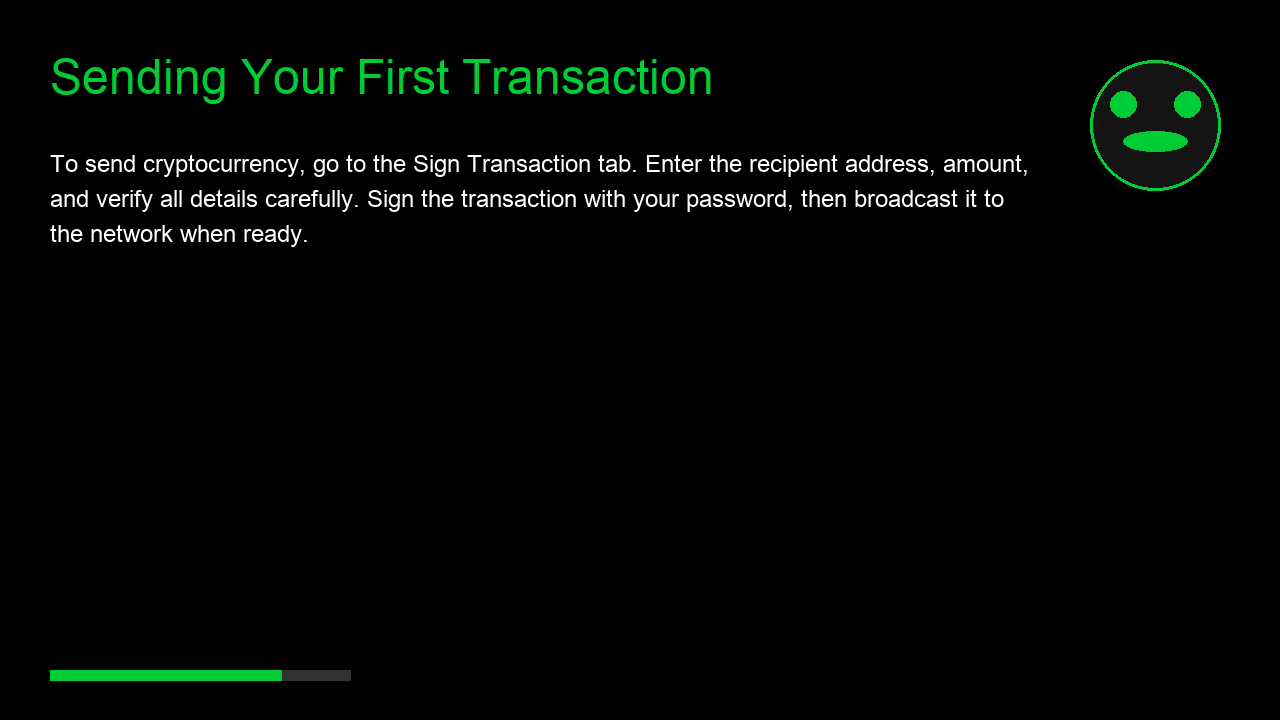 Sending Your First Transaction
To send cryptocurrency, go to the Sign Transaction tab. Enter the recipient address, amount,
and verify all details carefully. Sign the transaction with your password, then broadcast it to
the network when ready.